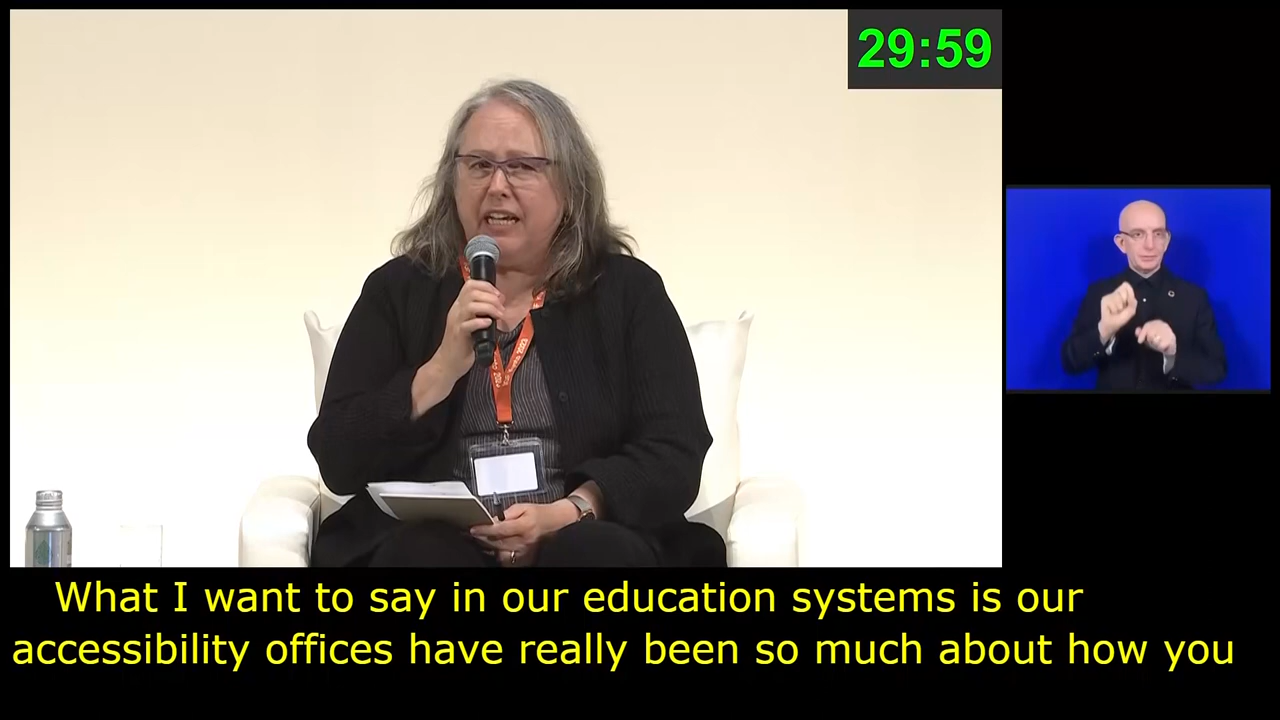 29:59
What I want to say in our education systems is our
accessibility offices have really been so much about how you